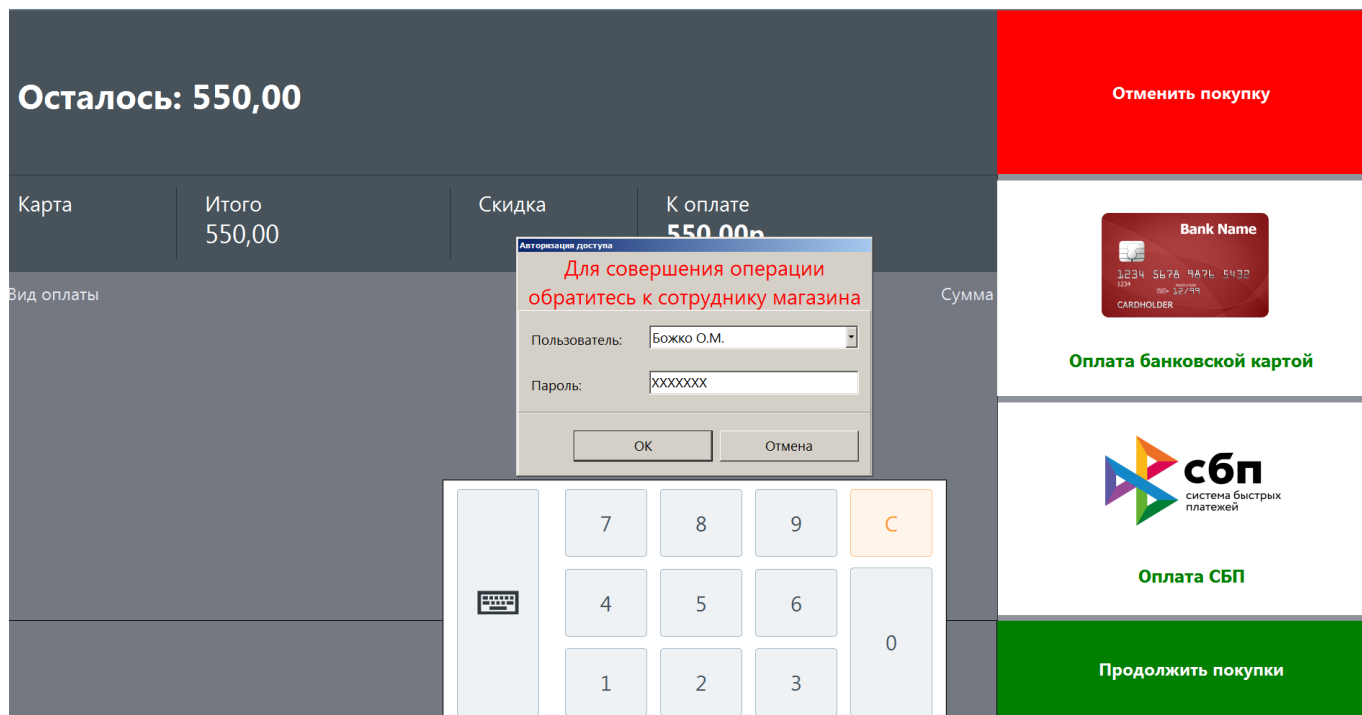 Осталось: 550,00
Отменить покупку
Карта
Итого
Скидка
К оплате
550,00
550,00р
Авторизация доступа
Для совершения операции
обратитесь к сотруднику магазина
Вид оплаты
Сумма
Пользователь:
Божко О.М.
Пароль:
XXXXXXX
OK
Отмена
Bank Name
1234 5678 9876 5432
1234
12/99
CARDHOLDER
Оплата банковской картой
сбп
система быстрых
платежей
Оплата СБП
7
8
9
C
4
5
6
0
1
2
3
Продолжить покупки